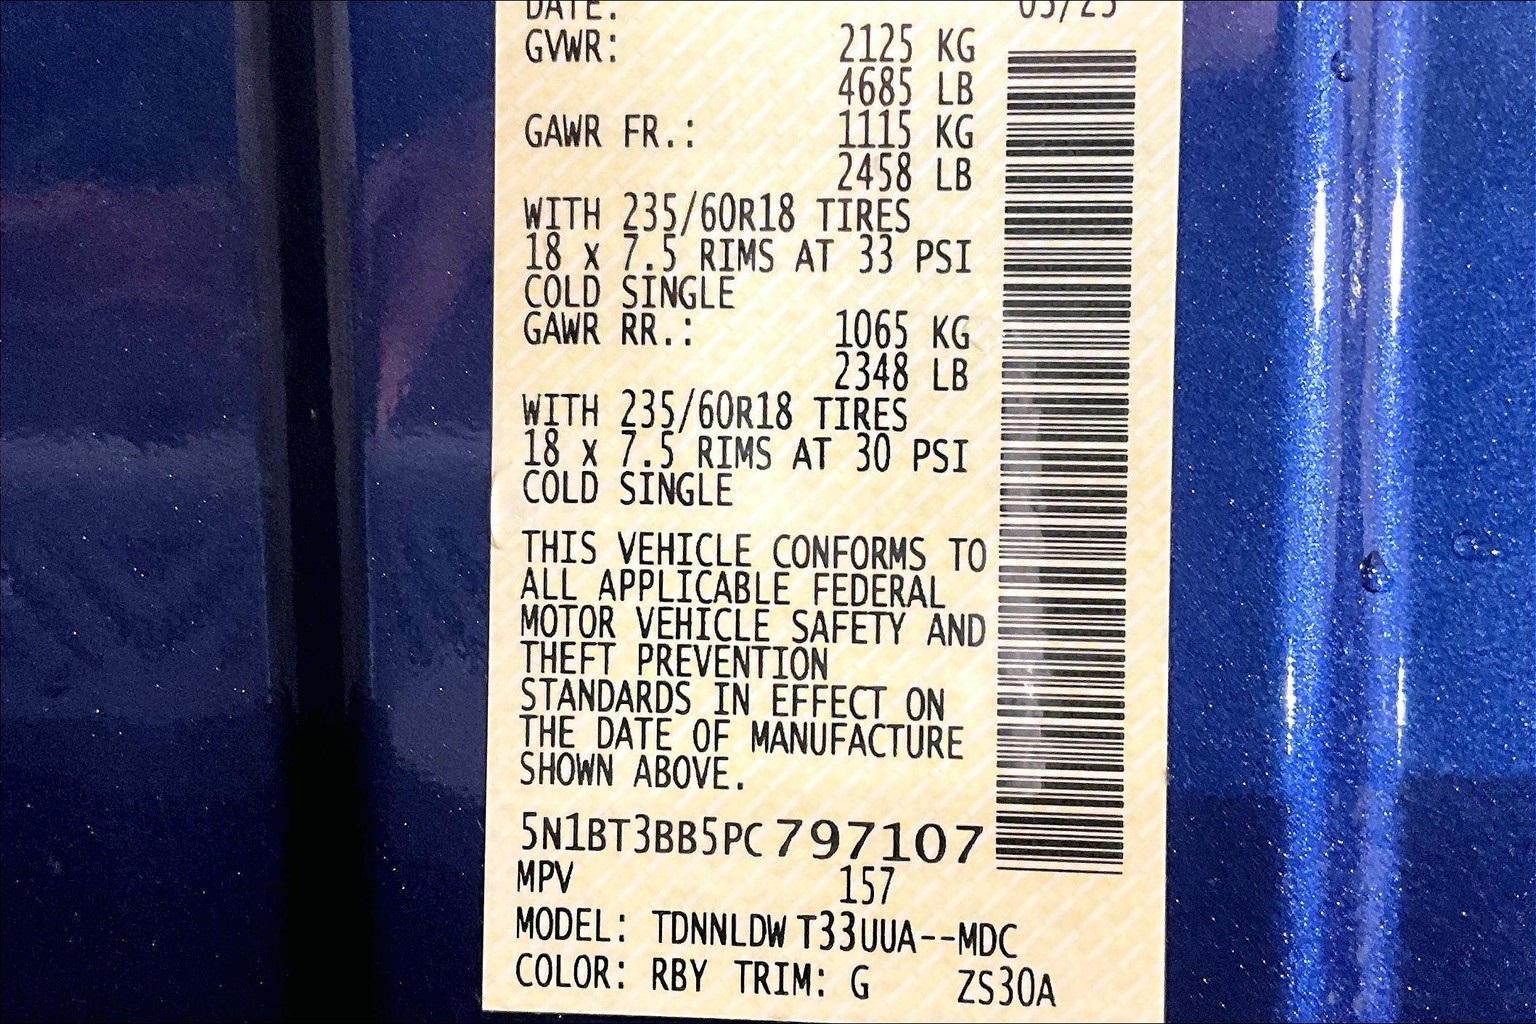 DATE:
GVWR: 2125 KG
4685 LB
GAWR FR.: 1115 KG
2458 LB
WITH 235/60R18 TIRES
18 x 7.5 RIMS AT 33 PSI
COLD SINGLE
GAWR RR.: 1065 KG
2348 LB
WITH 235/60R18 TIRES
18 x 7.5 RIMS AT 30 PSI
COLD SINGLE
THIS VEHICLE CONFORMS TO
ALL APPLICABLE FEDERAL
MOTOR VEHICLE SAFETY AND
THEFT PREVENTION
STANDARDS IN EFFECT ON
THE DATE OF MANUFACTURE
SHOWN ABOVE.
5N1BT3BB5PC797107
MPV 157
MODEL: TDNNLDW T33UUA--MDC
COLOR: RBY TRIM: G ZS30A